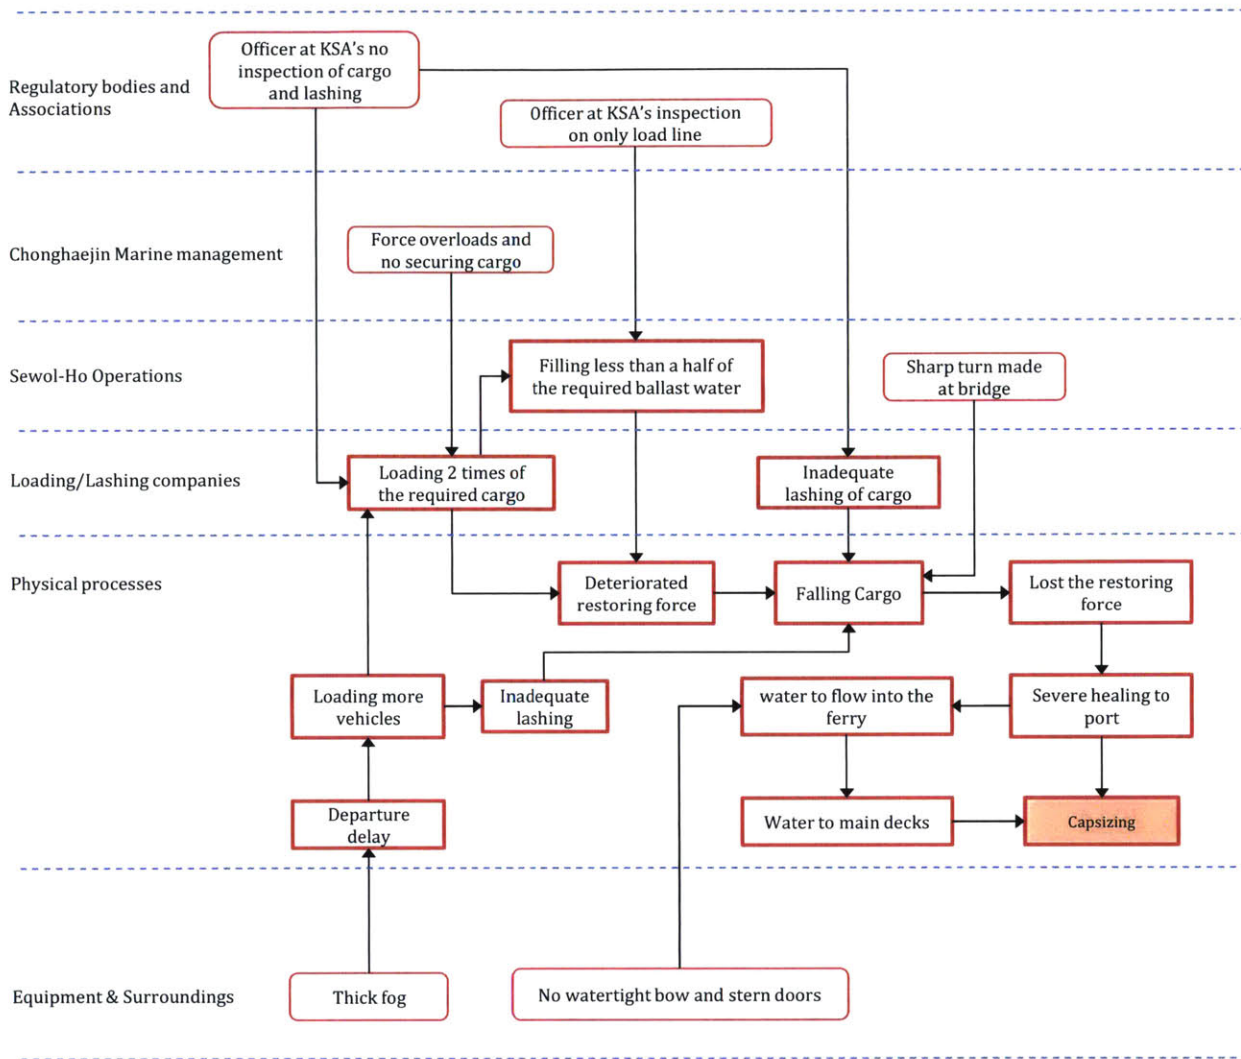 Officer at KSA's no
inspection of cargo
and lashing
Regulatory bodies and
Associations
Officer at KSA's inspection
on only load line
Chonghaejin Marine management
Force overloads and
no securing cargo
Sewol-Ho Operations
Filling less than a half of
the required ballast water
Sharp turn made
at bridge
Loading/Lashing companies
Loading 2 times of
the required cargo
Inadequate
lashing of cargo
Physical processes
Deteriorated
restoring force
Falling Cargo
Lost the restoring
force
Loading more
vehicles
Inadequate
lashing
water to flow into the
ferry
Severe healing to
port
Departure
delay
Water to main decks
Capsizing
Equipment & Surroundings
Thick fog
No watertight bow and stern doors